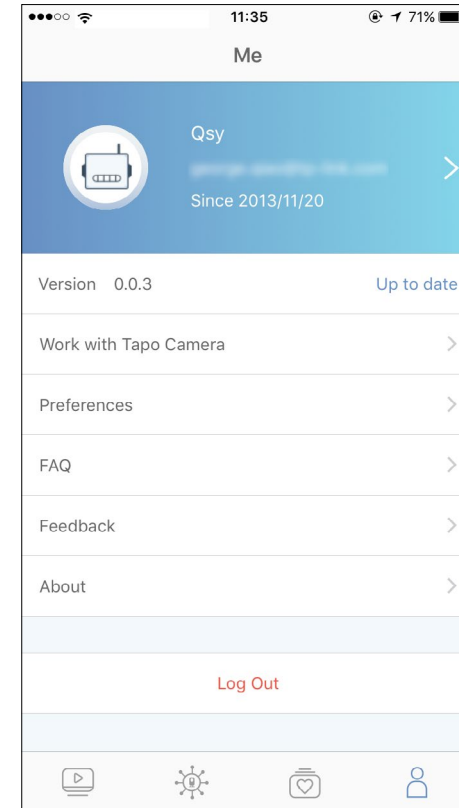 11:35
71%
Me
Qsy
Since 2013/11/20
Version 0.0.3
Up to date
Work with Tapo Camera
Preferences
FAQ
Feedback
About
Log Out